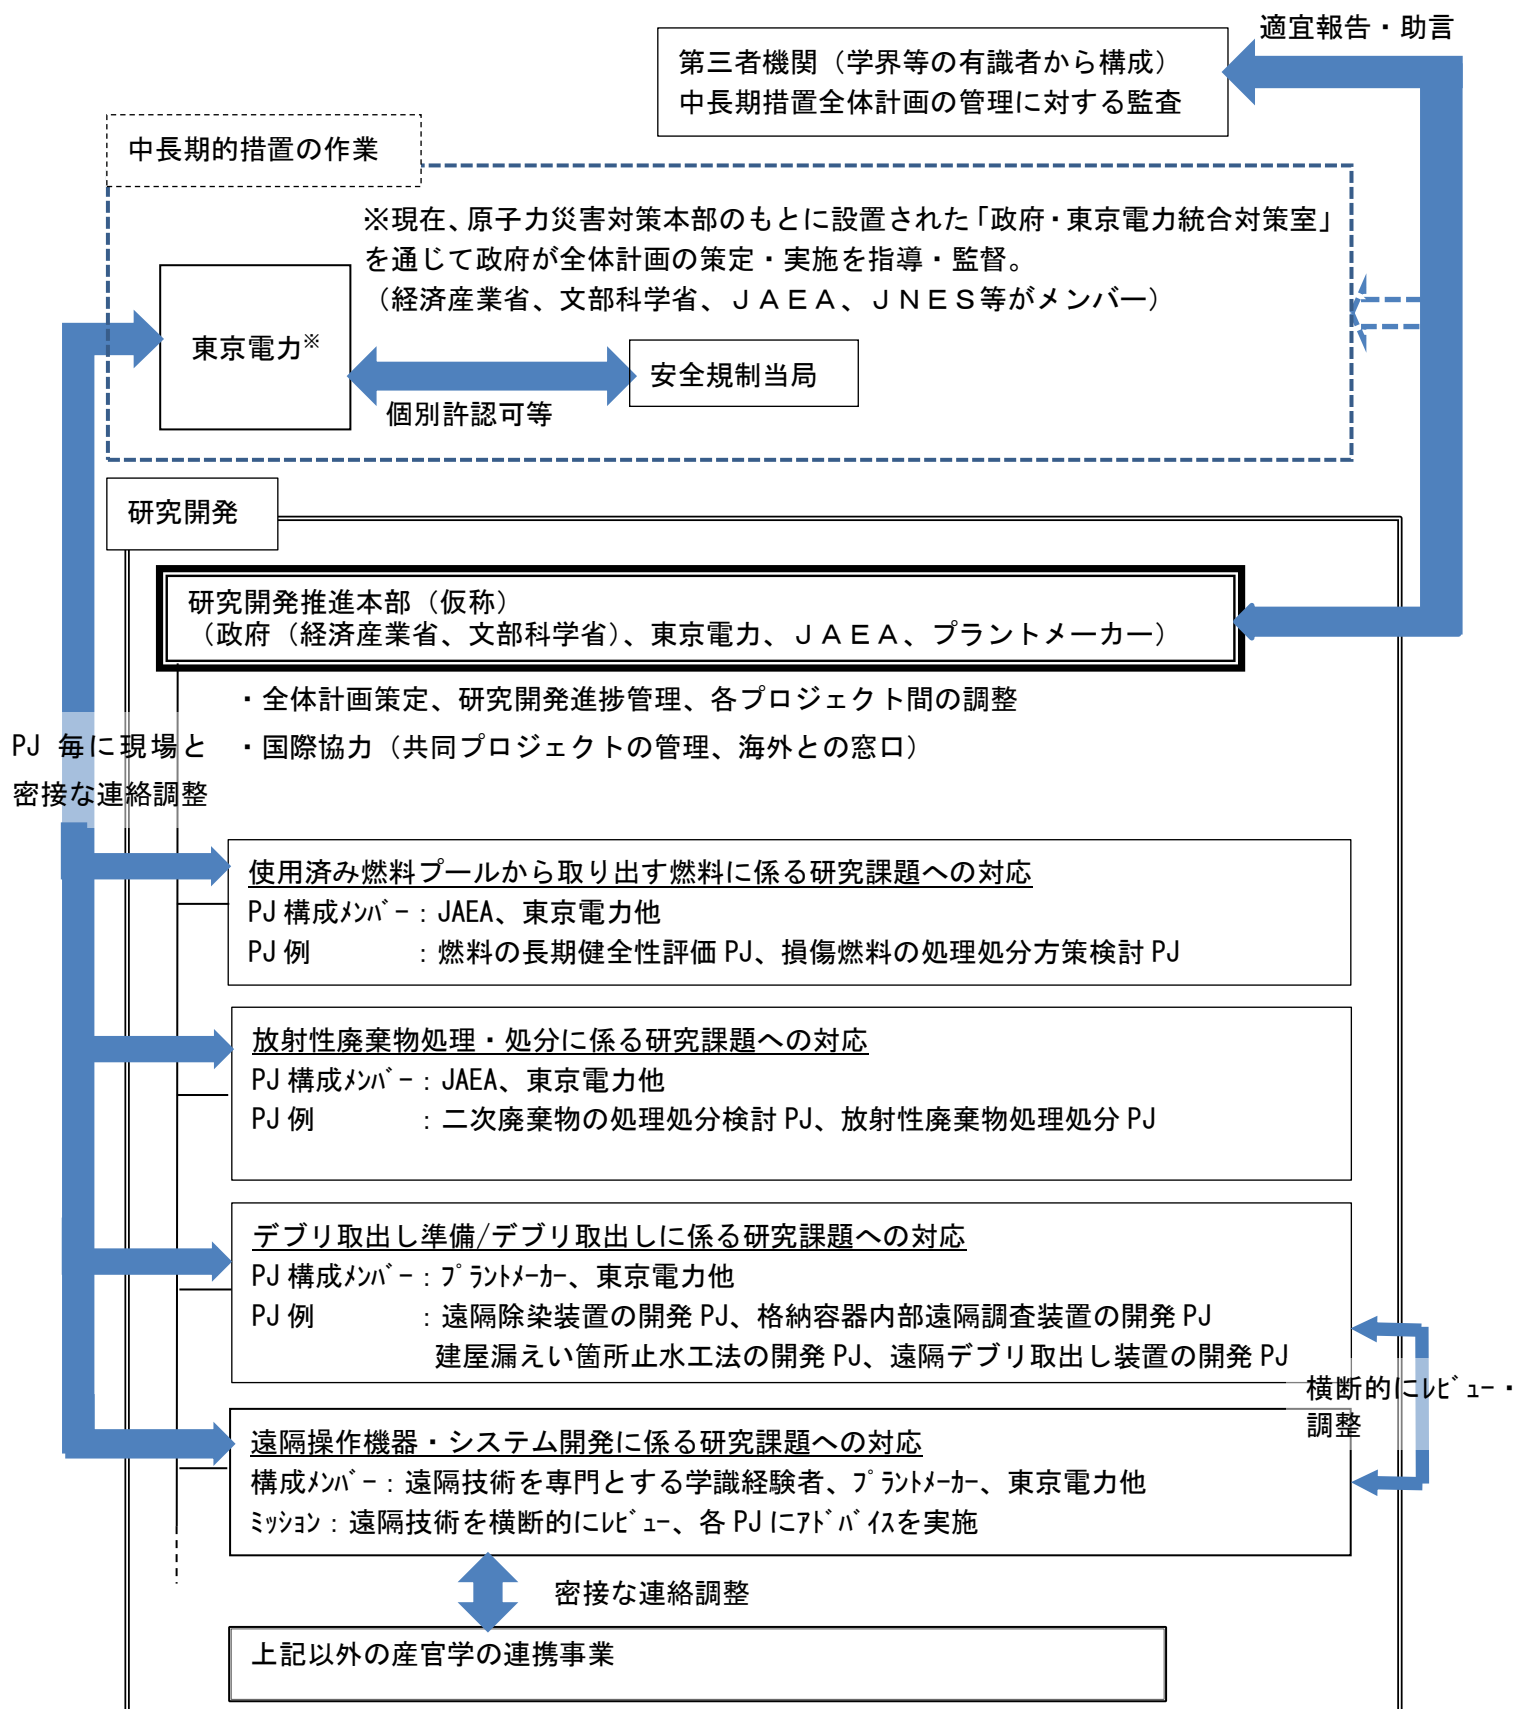 適宜報告・助言
第三者機関（学界等の有識者から構成）
中長期措置全体計画の管理に対する監査
中長期的措置の作業
※現在、原子力災害対策本部のもとに設置された「政府・東京電力統合対策室」
を通じて政府が全体計画の策定・実施を指導・監督。
（経済産業省、文部科学省、ＪＡＥＡ、ＪＮＥＳ等がメンバー）
東京電力※
安全規制当局
個別許認可等
研究開発
研究開発推進本部（仮称）
（政府（経済産業省、文部科学省）、東京電力、ＪＡＥＡ、プラントメーカー）
・全体計画策定、研究開発進捗管理、各プロジェクト間の調整
・国際協力（共同プロジェクトの管理、海外との窓口）
PJ 毎に現場と
密接な連絡調整
使用済み燃料プールから取り出す燃料に係る研究課題への対応
PJ 構成ﾒﾝﾊﾞｰ：JAEA、東京電力他
PJ 例　　　　：燃料の長期健全性評価 PJ、損傷燃料の処理処分方策検討 PJ
放射性廃棄物処理・処分に係る研究課題への対応
PJ 構成ﾒﾝﾊﾞｰ：JAEA、東京電力他
PJ 例　　　　：二次廃棄物の処理処分検討 PJ、放射性廃棄物処理処分 PJ
デブリ取出し準備/デブリ取出しに係る研究課題への対応
PJ 構成ﾒﾝﾊﾞｰ：ﾌﾟﾗﾝﾄﾒｰｶｰ、東京電力他
PJ 例　　　　：遠隔除染装置の開発 PJ、格納容器内部遠隔調査装置の開発 PJ
建屋漏えい箇所止水工法の開発 PJ、遠隔デブリ取出し装置の開発 PJ
横断的にﾚﾋﾞｭｰ・
調整
遠隔操作機器・システム開発に係る研究課題への対応
構成ﾒﾝﾊﾞｰ：遠隔技術を専門とする学識経験者、ﾌﾟﾗﾝﾄﾒｰｶｰ、東京電力他
ﾐｯｼｮﾝ：遠隔技術を横断的にﾚﾋﾞｭｰ、各 PJ にｱﾄﾞﾊﾞｲｽを実施
密接な連絡調整
上記以外の産官学の連携事業